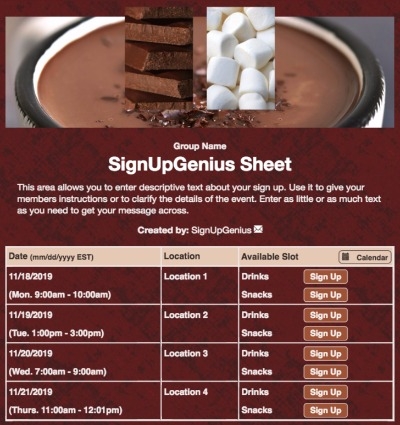 Group Name
SignUpGenius Sheet
This area allows you to enter descriptive text about your sign up. Use it to give your
members instructions or to clarify the details of the event. Enter as little or as much text
as you need to get your message across.
Created by: SignUpGenius
Date (mm/dd/yyyy EST) Location Available Slot Calendar
11/18/2019 Location 1 Drinks Sign Up
(Mon. 9:00am - 10:00am) Snacks Sign Up
11/19/2019 Location 2 Drinks Sign Up
(Tue. 1:00pm - 3:00pm) Snacks Sign Up
11/20/2019 Location 3 Drinks Sign Up
(Wed. 7:00am - 9:00am) Snacks Sign Up
11/21/2019 Location 4 Drinks Sign Up
(Thurs. 11:00am - 12:01pm) Snacks Sign Up